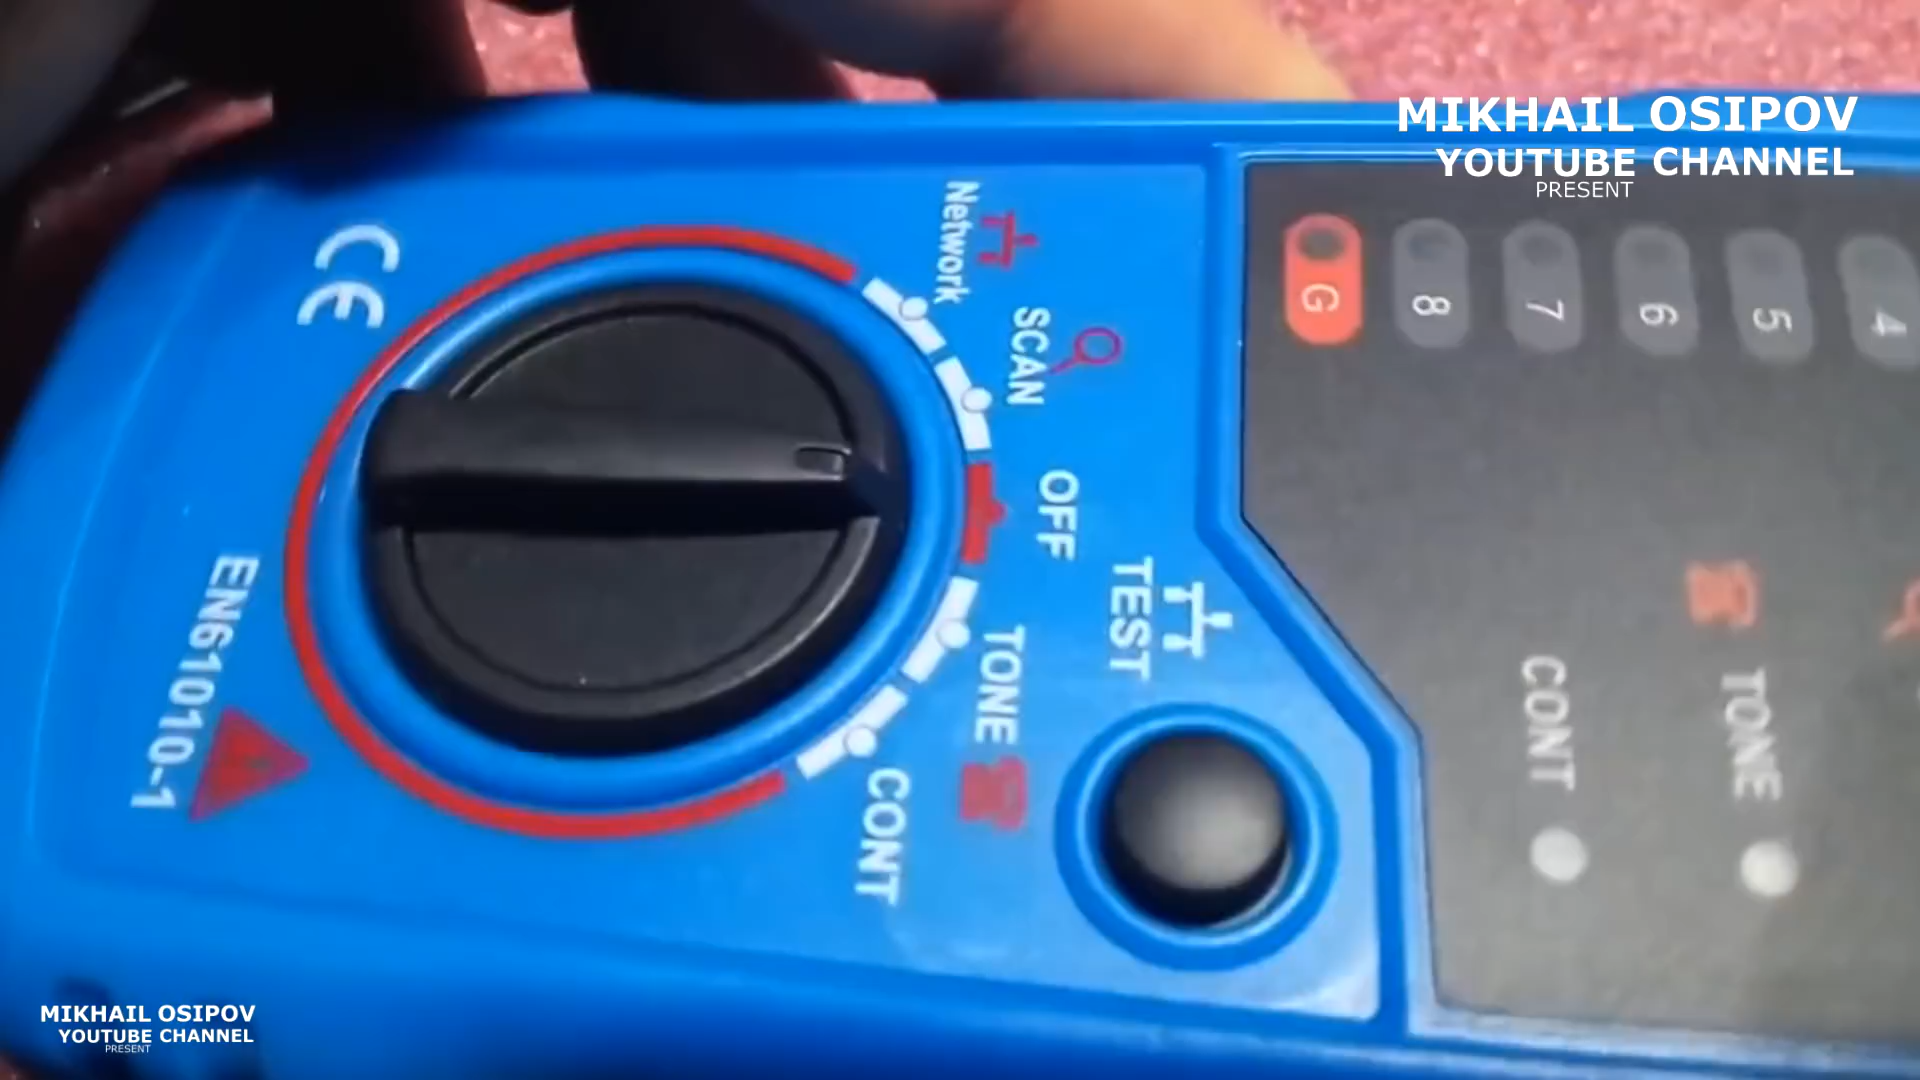 MIKHAIL OSIPOV
YOUTUBE CHANNEL
PRESENT
Network
SCAN
OFF
TONE
CONT
TEST
CE
EN61010-1
G
8
7
6
5
4
CONT
TONE
MIKHAIL OSIPOV
YOUTUBE CHANNEL
PRESENT